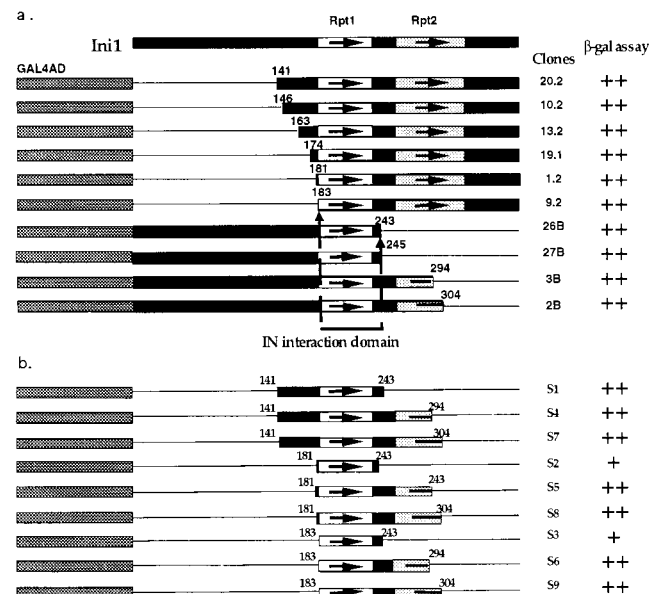 a.
Rpt1 Rpt2
Ini1
Clones β-gal assay
GAL4AD
141 20.2 ++
146 10.2 ++
163 13.2 ++
174 19.1 ++
181 1.2 ++
183 9.2 ++
243 26B ++
245 27B ++
294 3B ++
304 2B ++
IN interaction domain
b.
141 243 S1 ++
141 294 S4 ++
141 304 S7 ++
181 243 S2 +
181 243 S5 ++
181 304 S8 ++
183 243 S3 +
183 294 S6 ++
183 304 S9 ++